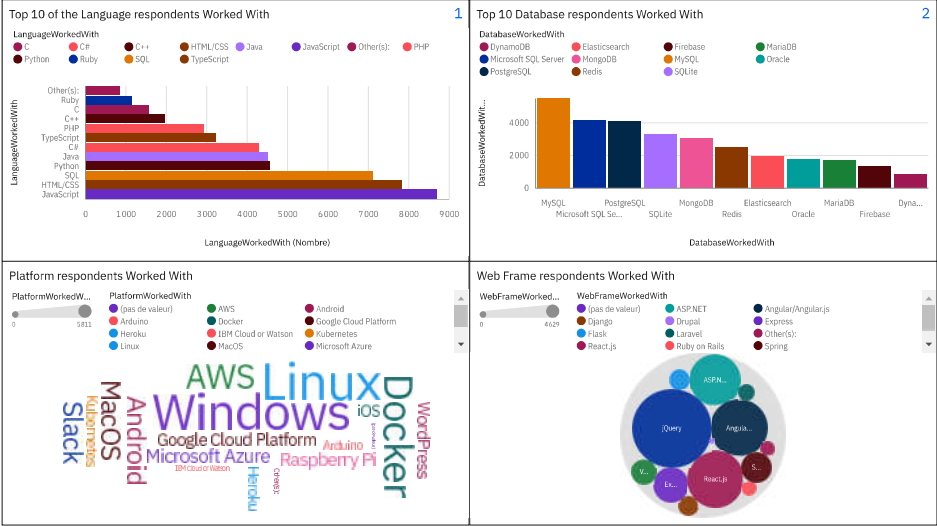 Top 10 of the Language respondents Worked With
1
LanguageWorkedWith
C C# C++ HTML/CSS Java JavaScript Other(s): PHP
Python Ruby SQL TypeScript
LanguageWorkedWith
Other(s):
Ruby
C
C++
PHP
TypeScript
C#
Java
Python
SQL
HTML/CSS
JavaScript
0 1000 2000 3000 4000 5000 6000 7000 8000 9000
LanguageWorkedWith (Nombre)
Top 10 Database respondents Worked With
2
DatabaseWorkedWith
DynamoDB Elasticsearch Firebase MariaDB
Microsoft SQL Server MongoDB MySQL Oracle
PostgreSQL Redis SQLite
DatabaseWorkedWit...
4000
2000
0
MySQL PostgreSQL MongoDB Elasticsearch MariaDB Dyna...
Microsoft SQL Se... SQLite Redis Oracle Firebase
DatabaseWorkedWith
Platform respondents Worked With
PlatformWorkedW...
0 5811
PlatformWorkedWith
(pas de valeur) AWS Android
Arduino Docker Google Cloud Platform
Heroku IBM Cloud or Watson Kubernetes
Linux MacOS Microsoft Azure
AWS
Linux
Windows
iOS
Docker
WordPress
Slack
Kubernetes
MacOS
Android
Google Cloud Platform
Arduino
Microsoft Azure
Raspberry Pi
IBM Cloud or Watson
Heroku
Other(s):
Web Frame respondents Worked With
WebFrameWorked...
0 4629
WebFrameWorkedWith
(pas de valeur) ASP.NET Angular/Angular.js
Django Drupal Express
Flask Laravel Other(s):
React.js Ruby on Rails Spring
ASP.N...
jQuery
Angula...
V...
Ex...
React.js
S...